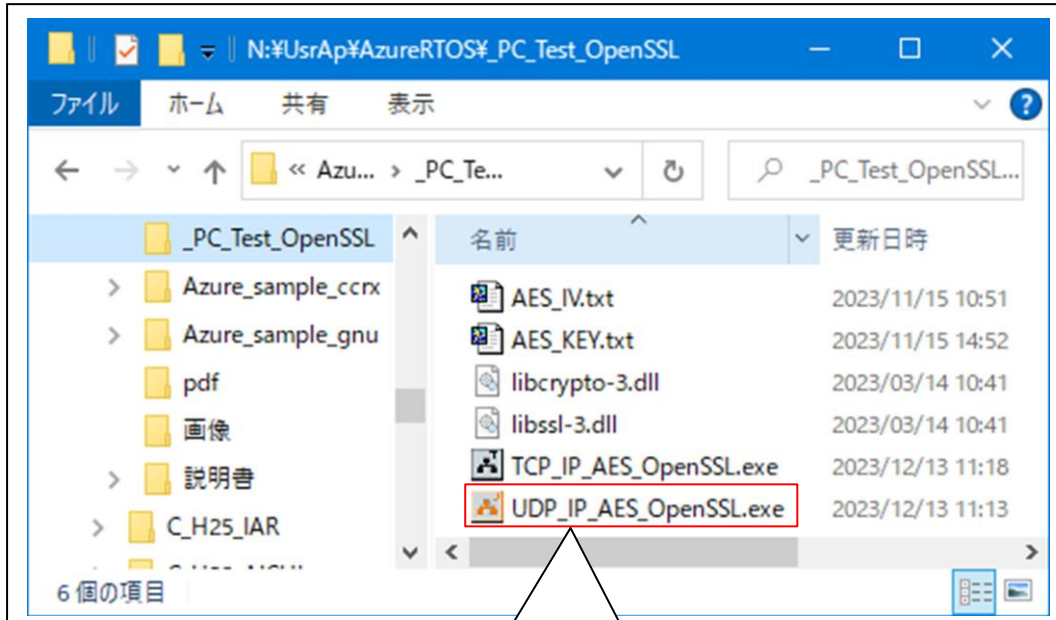 N:¥UsrAp¥AzureRTOS¥_PC_Test_OpenSSL
ファイル ホーム 共有 表示
« Azu... › _PC_Te... _PC_Test_OpenSSL...
_PC_Test_OpenSSL
Azure_sample_ccrx
Azure_sample_gnu
pdf
画像
説明書
C_H25_IAR
名前 更新日時
AES_IV.txt 2023/11/15 10:51
AES_KEY.txt 2023/11/15 14:52
libcrypto-3.dll 2023/03/14 10:41
libssl-3.dll 2023/03/14 10:41
TCP_IP_AES_OpenSSL.exe 2023/12/13 11:18
UDP_IP_AES_OpenSSL.exe 2023/12/13 11:13
6 個の項目